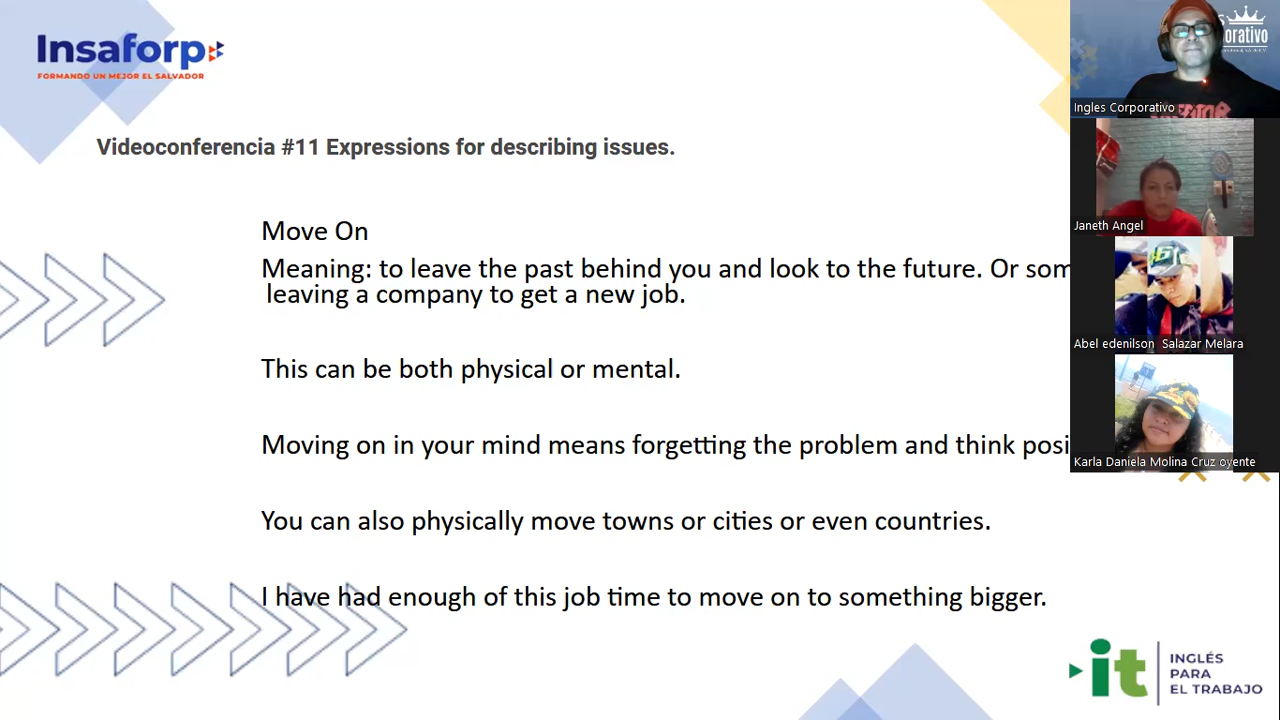 Insaforp
FORMANDO UN MEJOR EL SALVADOR
Videoconferencia #11 Expressions for describing issues.
Move On
Meaning: to leave the past behind you and look to the future. Or
leaving a company to get a new job.
This can be both physical or mental.
Moving on in your mind means forgetting the problem and think
You can also physically move towns or cities or even countries.
I have had enough of this job time to move on to something bigger.
Ingles Corporativo
Janeth Angel
Abel edenilson Salazar Melara
Karla Daniela Molina Cruz oyente
it
INGLÉS
PARA
EL TRABAJO